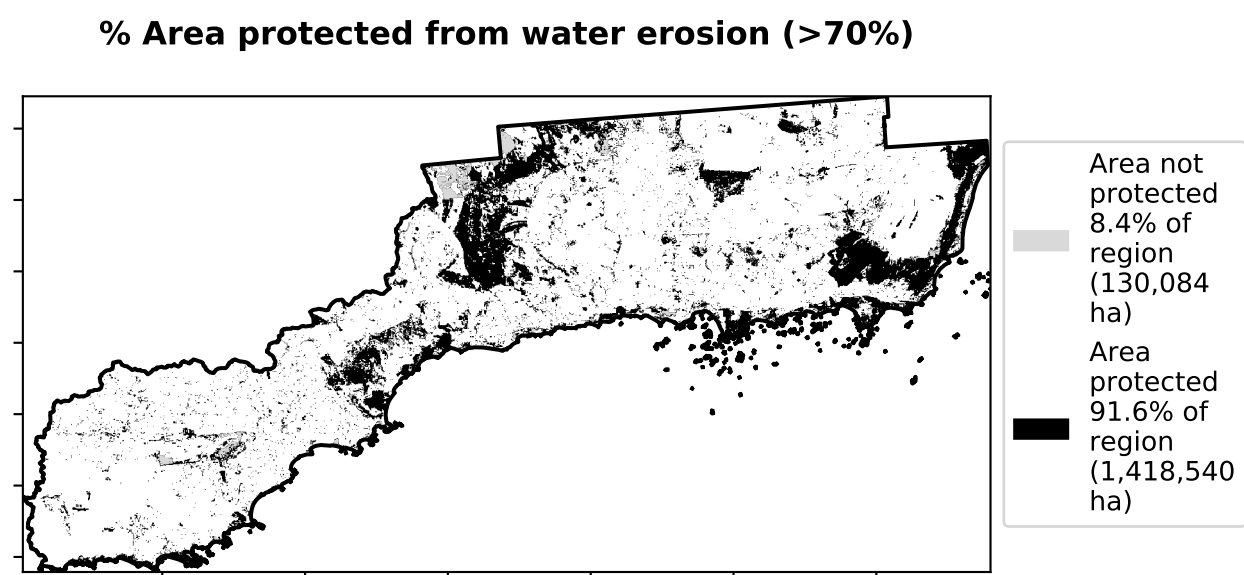 % Area protected from water erosion (>70%)
Area not
protected
8.4% of
region
(130,084
ha)
Area
protected
91.6% of
region
(1,418,540
ha)